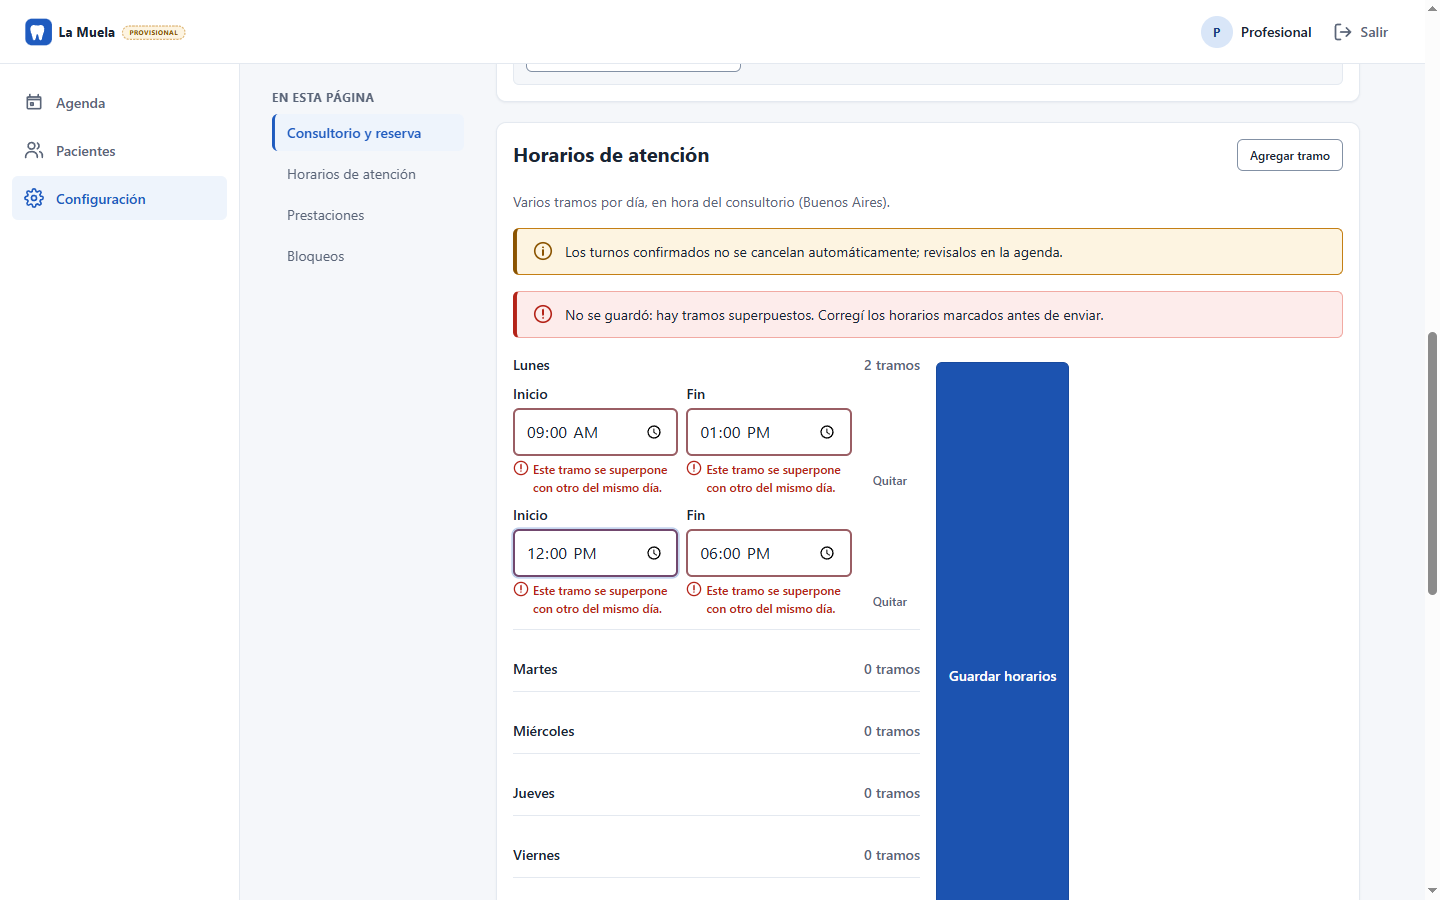 La Muela PROVISIONAL
P Profesional Salir
Agenda
Pacientes
Configuración
EN ESTA PÁGINA
Consultorio y reserva
Horarios de atención
Prestaciones
Bloqueos
Horarios de atención
Agregar tramo
Varios tramos por día, en hora del consultorio (Buenos Aires).
Los turnos confirmados no se cancelan automáticamente; revisalos en la agenda.
No se guardó: hay tramos superpuestos. Corregí los horarios marcados antes de enviar.
Lunes 2 tramos
Inicio Fin
09:00 AM 01:00 PM
Este tramo se superpone
con otro del mismo día.
Este tramo se superpone
con otro del mismo día.
Quitar
Inicio Fin
12:00 PM 06:00 PM
Este tramo se superpone
con otro del mismo día.
Este tramo se superpone
con otro del mismo día.
Quitar
Martes 0 tramos
Miércoles 0 tramos
Jueves 0 tramos
Viernes 0 tramos
Guardar horarios